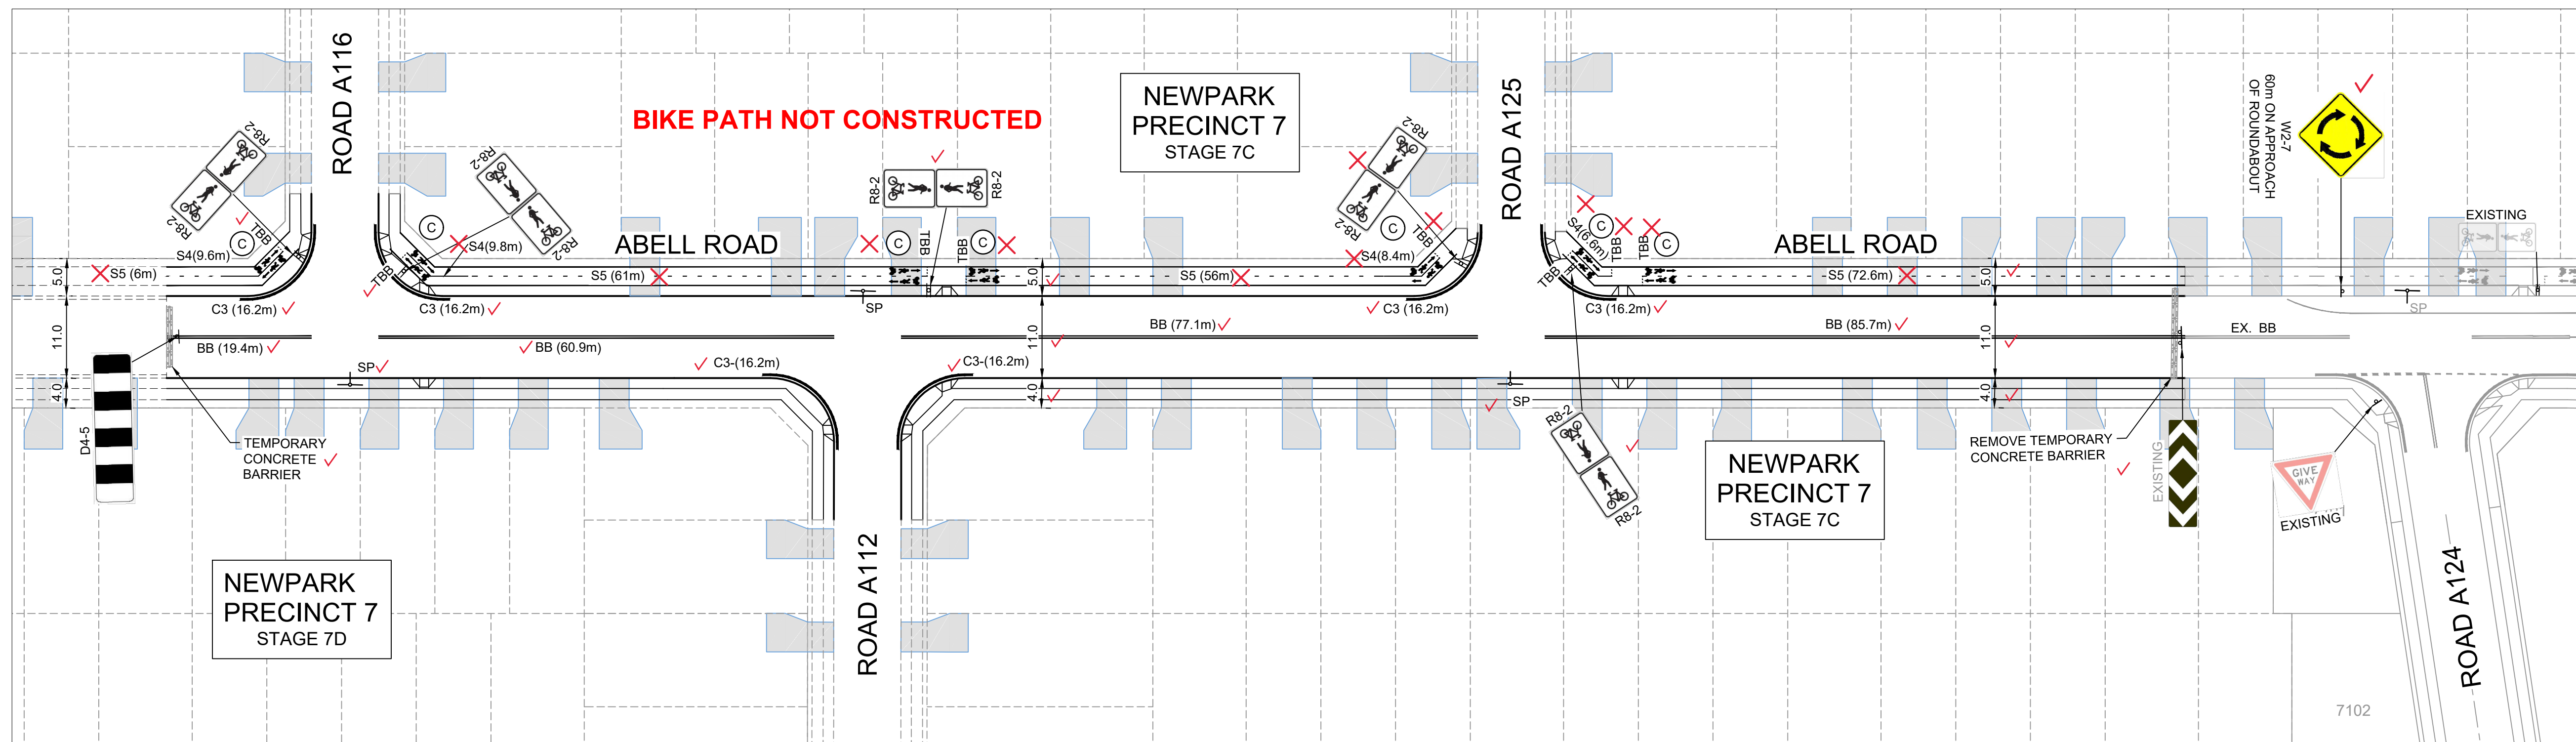 ROAD A116
BIKE PATH NOT CONSTRUCTED
NEWPARK
PRECINCT 7
STAGE 7C
ROAD A125
W2-7
60m ON APPROACH
OF ROUNDABOUT
R8-2
R8-2
R8-2
R8-2
R8-2
R8-2
R8-2
R8-2
EXISTING
C
C
C
C
C
C
C
TBB
TBB
TBB
TBB
TBB
TBB
TBB
TBB
ABELL ROAD
ABELL ROAD
S5 (6m)
S4(9.6m)
S4(9.8m)
S5 (61m)
S5 (56m)
S4(8.4m)
S4(6.6m)
S5 (72.6m)
5.0
5.0
5.0
C3 (16.2m)
C3 (16.2m)
SP
C3 (16.2m)
C3 (16.2m)
SP
11.0
11.0
11.0
BB (19.4m)
BB (60.9m)
BB (77.1m)
BB (85.7m)
EX. BB
SP
C3-(16.2m)
C3-(16.2m)
4.0
4.0
4.0
SP
D4-5
TEMPORARY
CONCRETE
BARRIER
R8-2
R8-2
NEWPARK
PRECINCT 7
STAGE 7C
REMOVE TEMPORARY
CONCRETE BARRIER
EXISTING
GIVE
WAY
EXISTING
NEWPARK
PRECINCT 7
STAGE 7D
ROAD A112
ROAD A124
7102